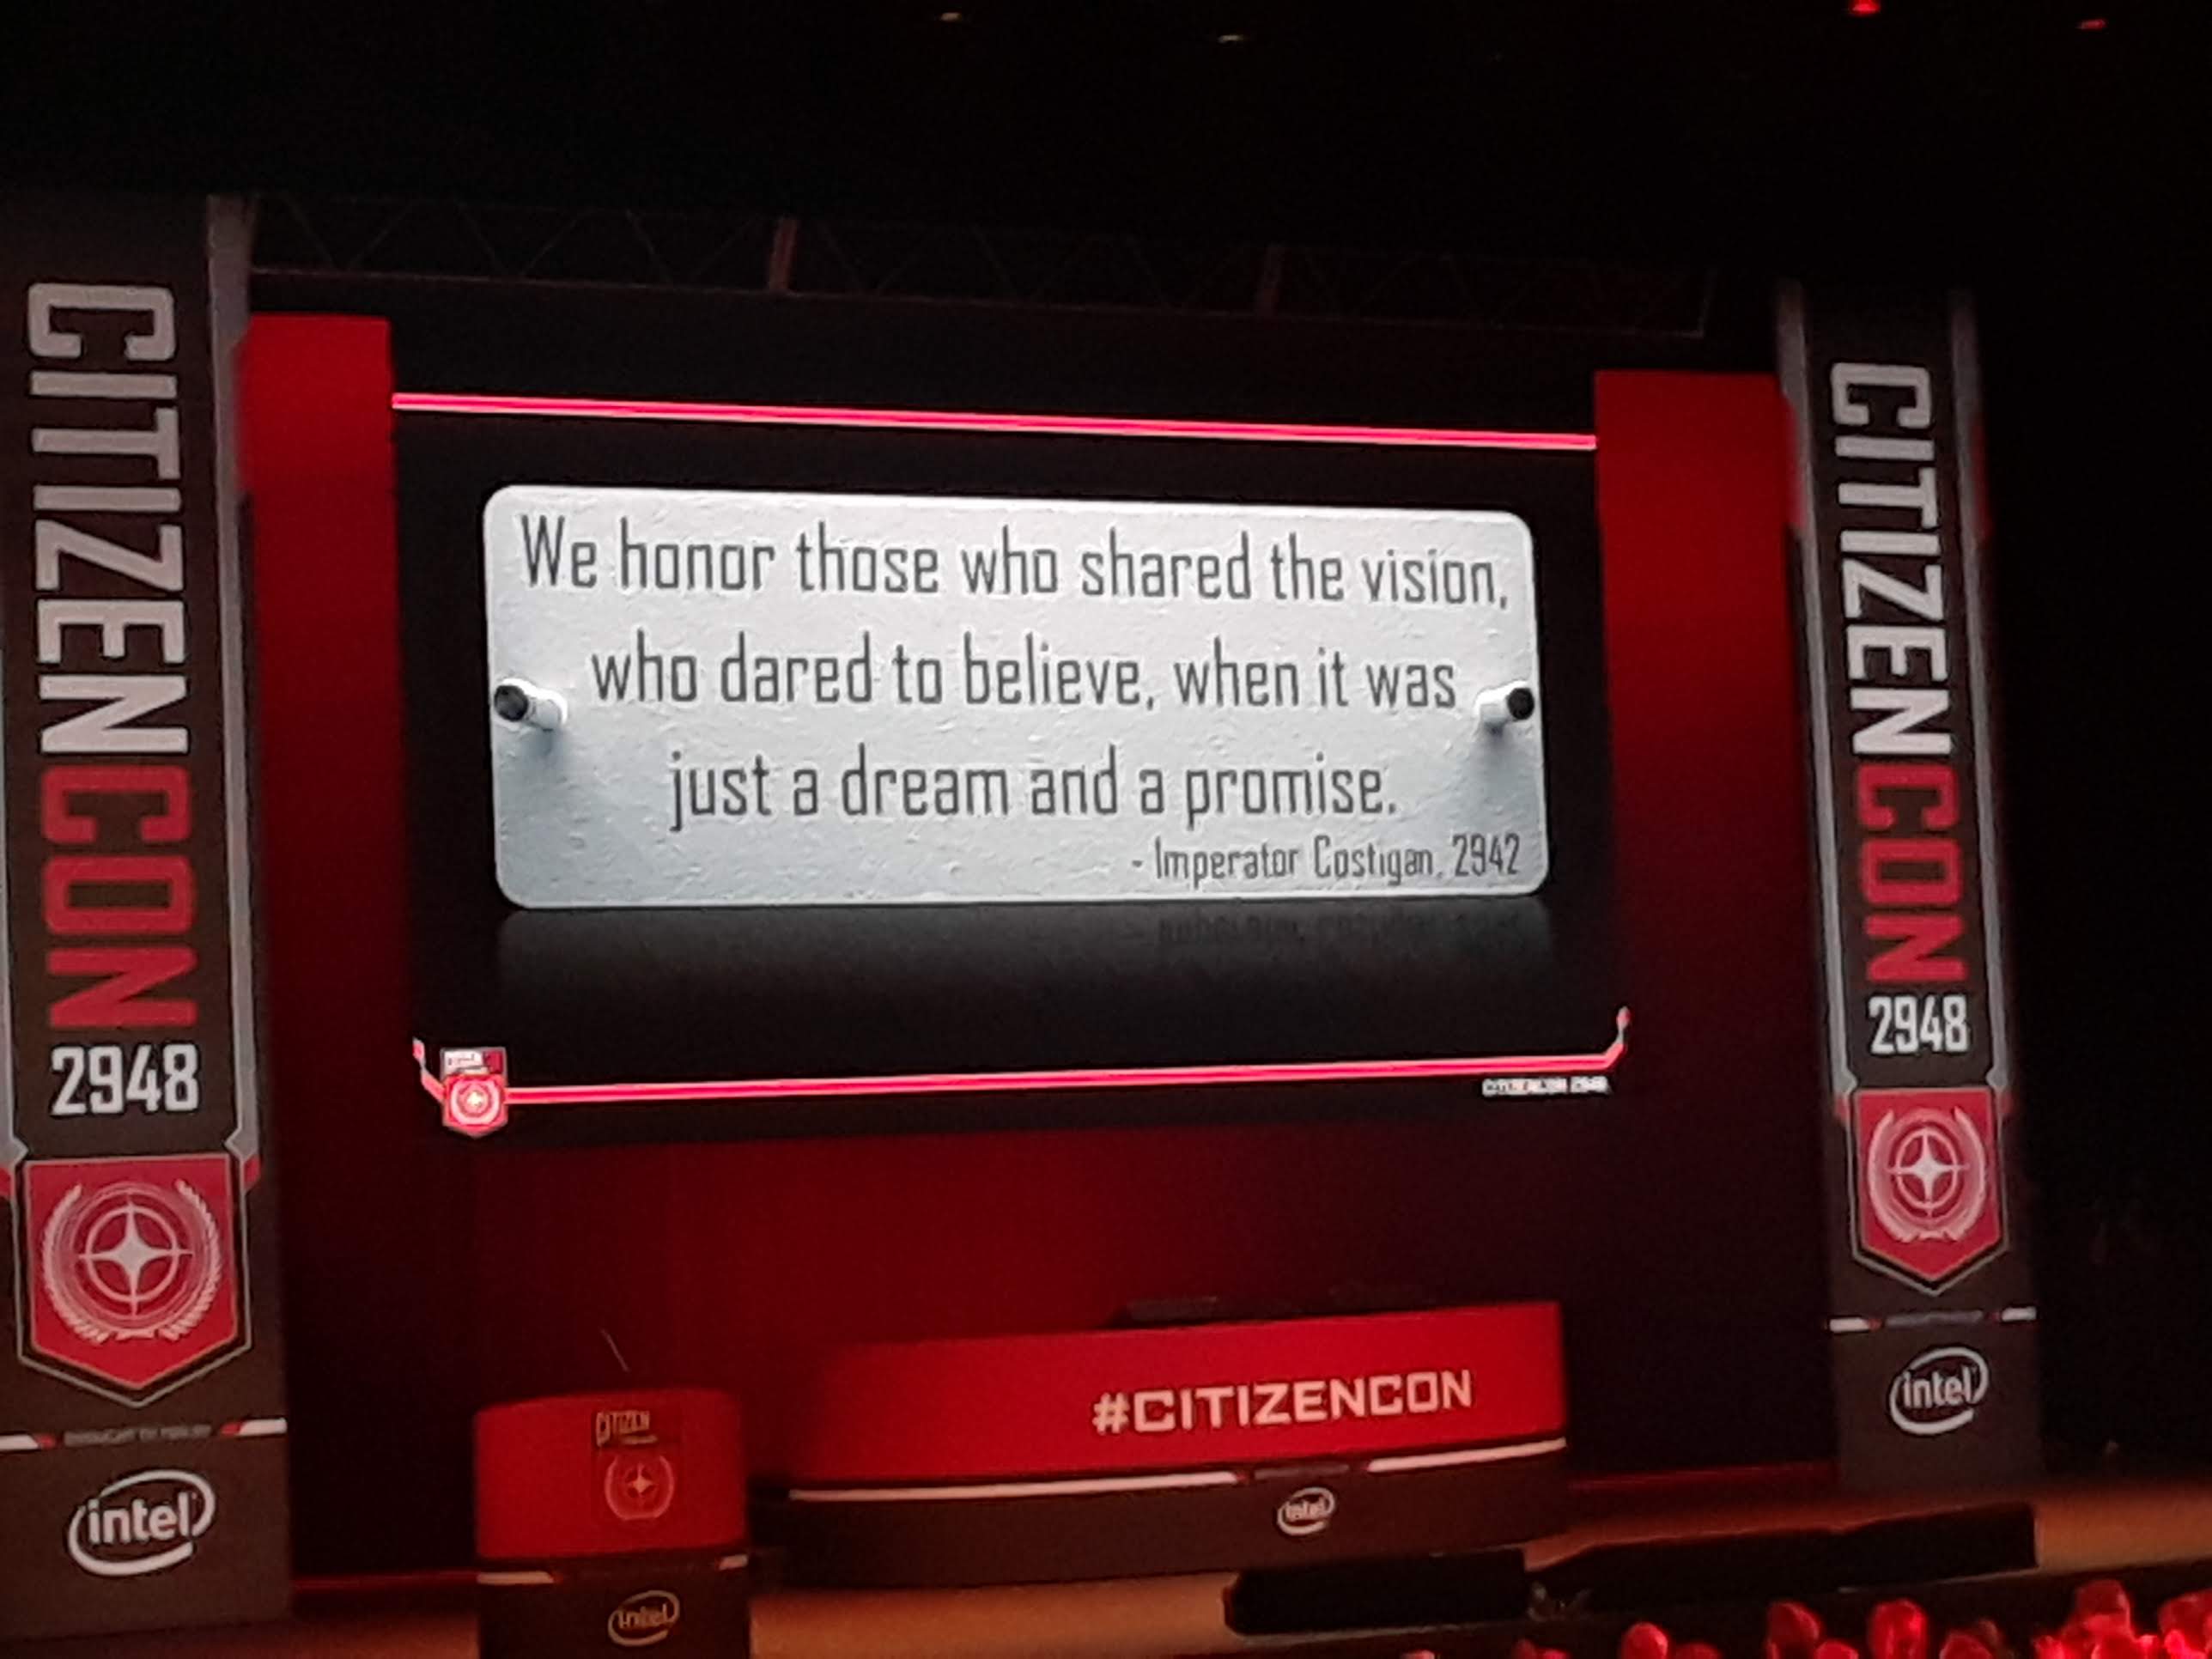 CITIZENCON
2948
intel
We honor those who shared the vision,
who dared to believe, when it was
just a dream and a promise.
- Imperator Costigan, 2942
CITIZENCON 2948
CITIZENCON
2948
intel
#CITIZENCON
intel
CITIZEN
intel